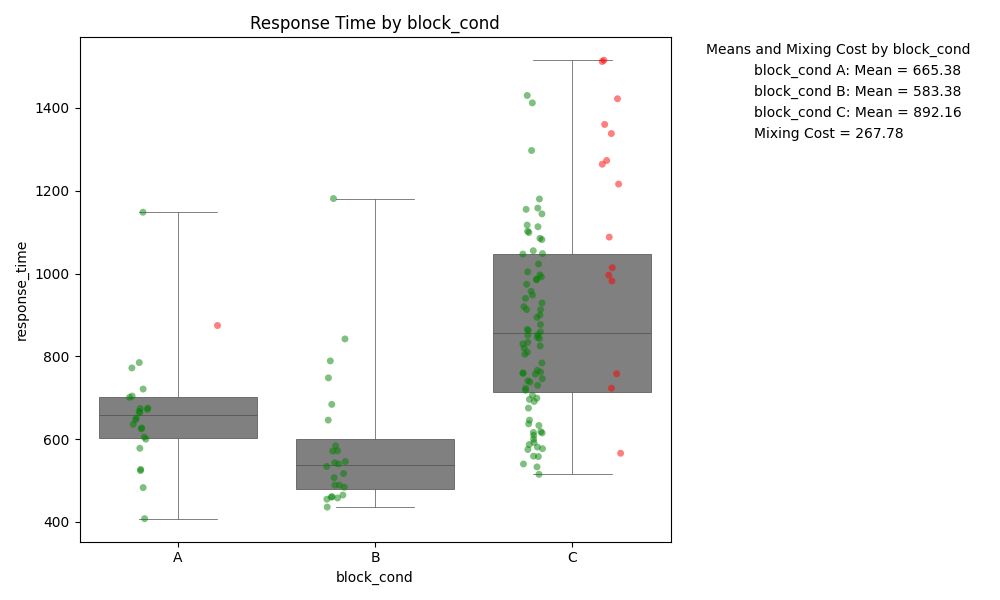 Response Time by block_cond
Means and Mixing Cost by block_cond
block_cond A: Mean = 665.38
block_cond B: Mean = 583.38
block_cond C: Mean = 892.16
Mixing Cost = 267.78
response_time
1400
1200
1000
800
600
400
A
B
C
block_cond